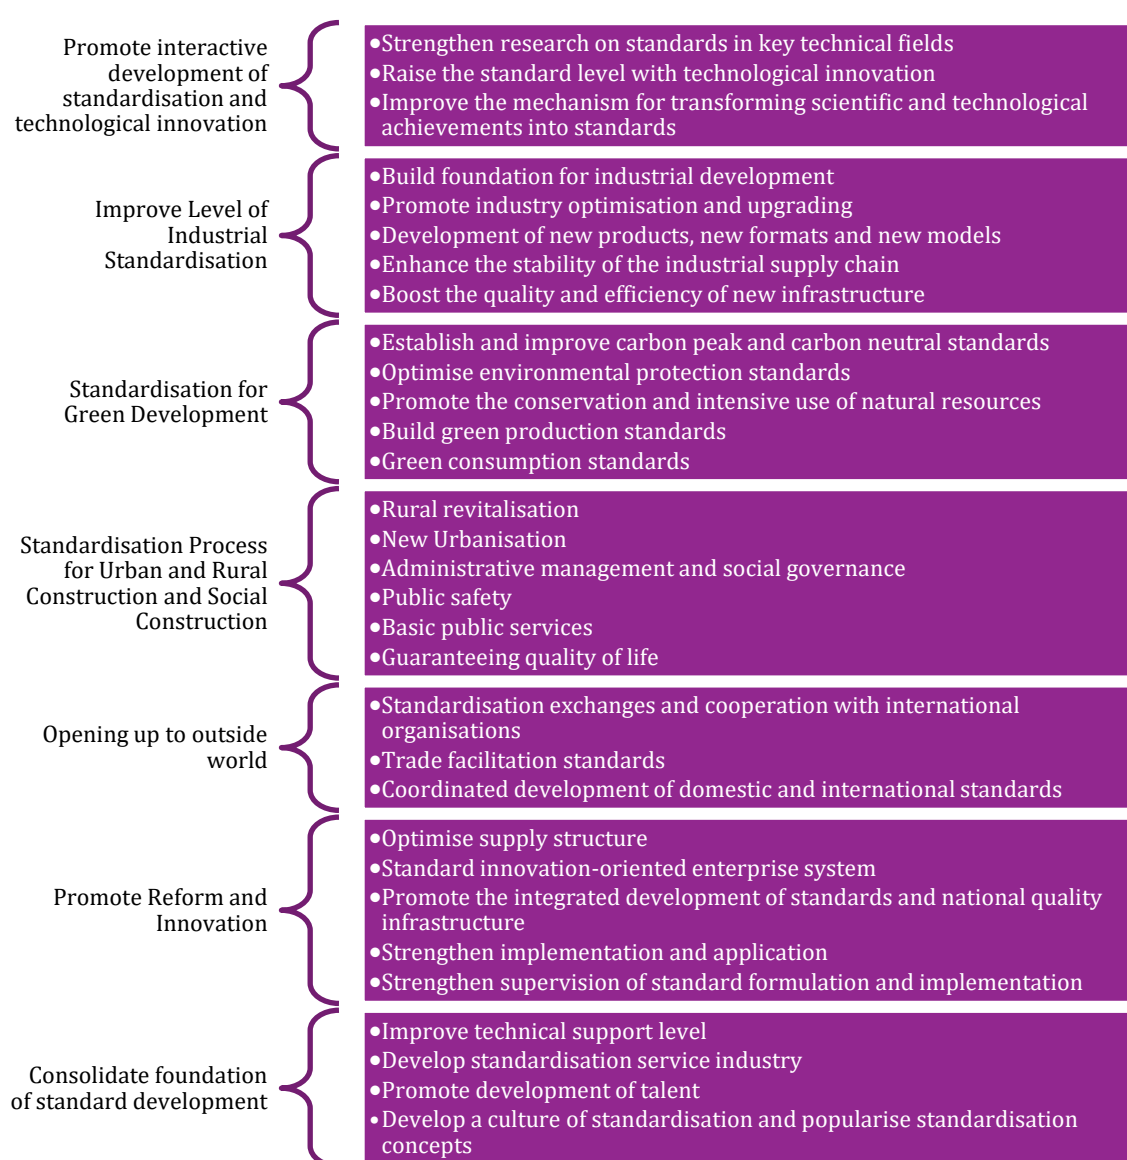 Promote interactive
development of
standardisation and
technological innovation
•Strengthen research on standards in key technical fields
•Raise the standard level with technological innovation
•Improve the mechanism for transforming scientific and technological
achievements into standards
Improve Level of
Industrial
Standardisation
•Build foundation for industrial development
•Promote industry optimisation and upgrading
•Development of new products, new formats and new models
•Enhance the stability of the industrial supply chain
•Boost the quality and efficiency of new infrastructure
Standardisation for
Green Development
•Establish and improve carbon peak and carbon neutral standards
•Optimise environmental protection standards
•Promote the conservation and intensive use of natural resources
•Build green production standards
•Green consumption standards
Standardisation Process
for Urban and Rural
Construction and Social
Construction
•Rural revitalisation
•New Urbanisation
•Administrative management and social governance
•Public safety
•Basic public services
•Guaranteeing quality of life
Opening up to outside
world
•Standardisation exchanges and cooperation with international
organisations
•Trade facilitation standards
•Coordinated development of domestic and international standards
Promote Reform and
Innovation
•Optimise supply structure
•Standard innovation-oriented enterprise system
•Promote the integrated development of standards and national quality
infrastructure
•Strengthen implementation and application
•Strengthen supervision of standard formulation and implementation
Consolidate foundation
of standard development
•Improve technical support level
•Develop standardisation service industry
•Promote development of talent
•Develop a culture of standardisation and popularise standardisation
concepts